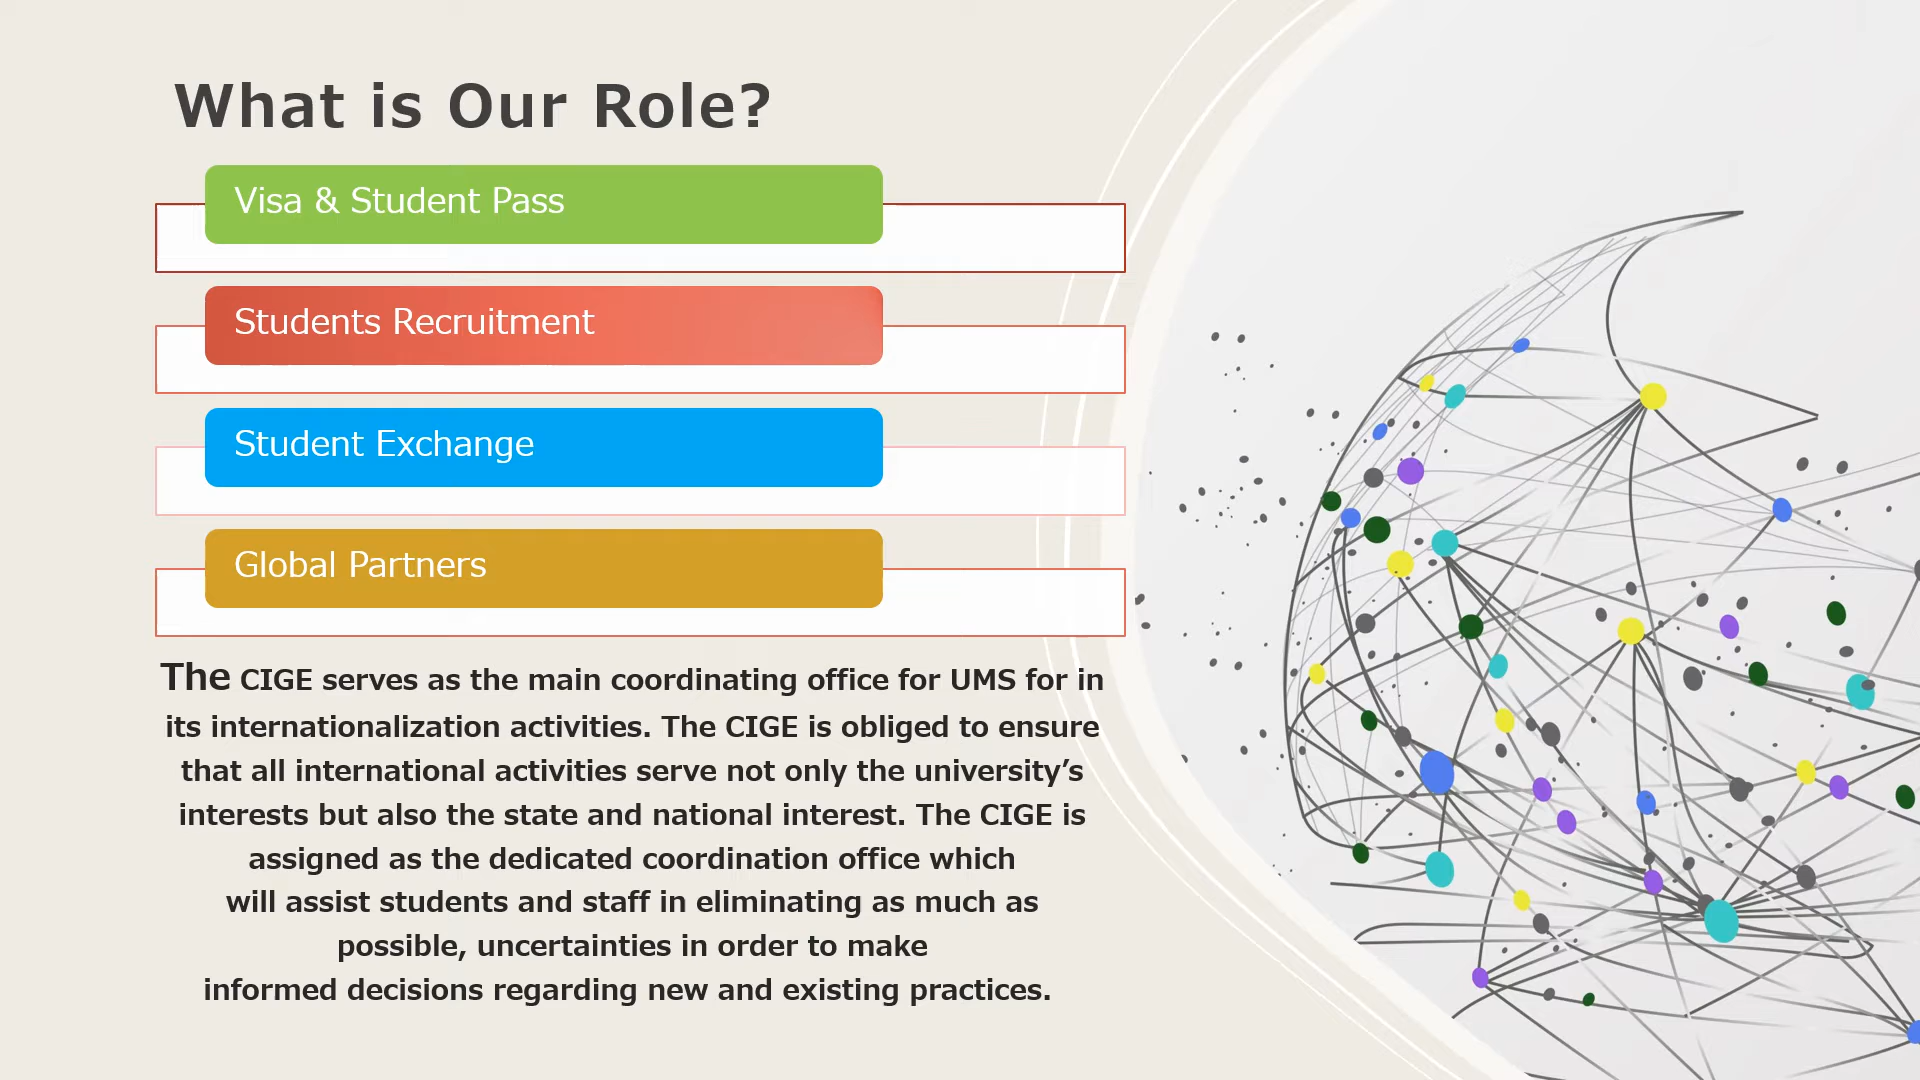 What is Our Role?
Visa & Student Pass
Students Recruitment
Student Exchange
Global Partners
The CIGE serves as the main coordinating office for UMS for in
its internationalization activities. The CIGE is obliged to ensure
that all international activities serve not only the university’s
interests but also the state and national interest. The CIGE is
assigned as the dedicated coordination office which
will assist students and staff in eliminating as much as
possible, uncertainties in order to make
informed decisions regarding new and existing practices.